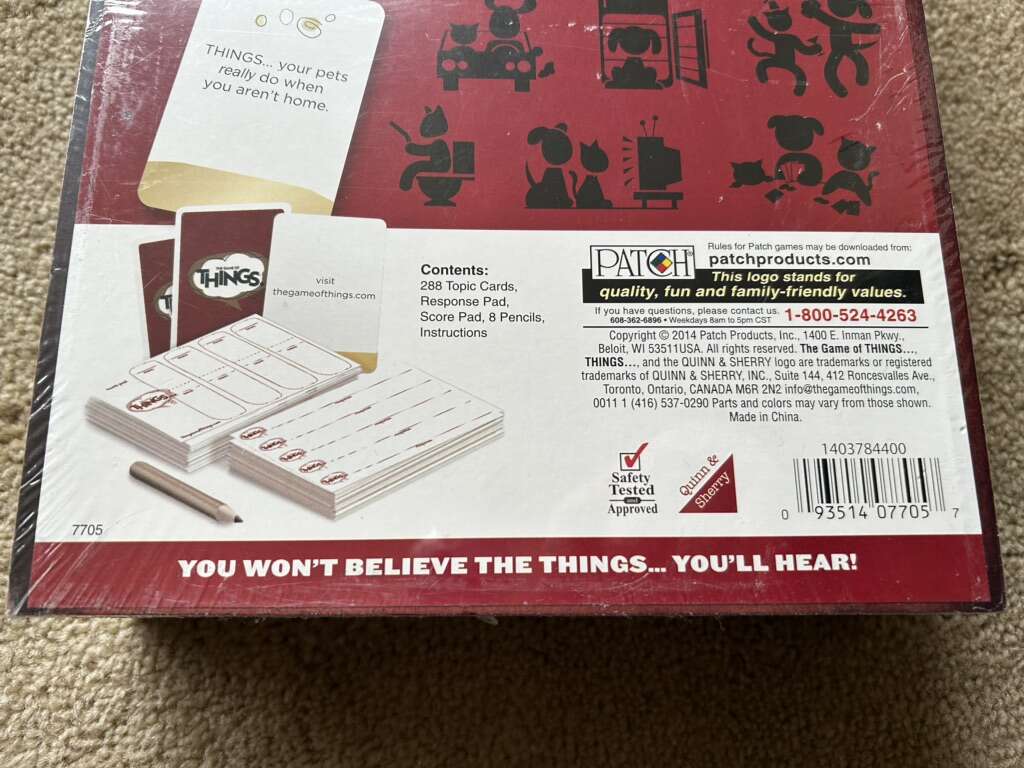 THINGS... your pets
really do when
you aren't home.
THE GAME OF
THINGS...
visit
thegameofthings.com
Contents:
288 Topic Cards,
Response Pad,
Score Pad, 8 Pencils,
Instructions
PATCH®
Rules for Patch games may be downloaded from:
patchproducts.com
This logo stands for
quality, fun and family-friendly values.
If you have questions, please contact us.
608-362-6896 • Weekdays 8am to 5pm CST
1-800-524-4263
Copyright © 2014 Patch Products, Inc., 1400 E. Inman Pkwy.,
Beloit, WI 53511USA. All rights reserved. The Game of THINGS...,
THINGS..., and the QUINN & SHERRY logo are trademarks or registered
trademarks of QUINN & SHERRY, INC., Suite 144, 412 Roncesvalles Ave.,
Toronto, Ontario, CANADA M6R 2N2 info@thegameofthings.com,
0011 1 (416) 537-0290 Parts and colors may vary from those shown.
Made in China.
Safety
Tested
and
Approved
Quinn &
Sherry
1403784400
0 93514 07705 7
7705
YOU WON'T BELIEVE THE THINGS... YOU'LL HEAR!